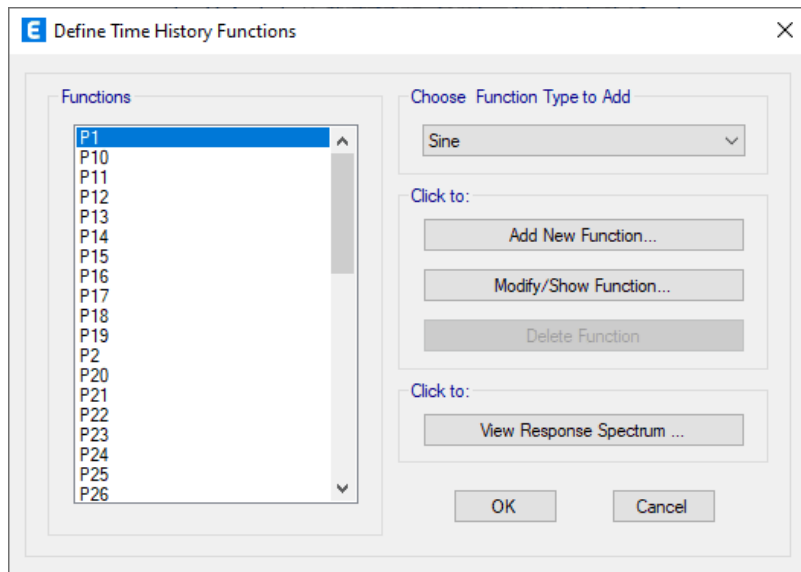 E Define Time History Functions
Functions
P1
P10
P11
P12
P13
P14
P15
P16
P17
P18
P19
P2
P20
P21
P22
P23
P24
P25
P26
Choose Function Type to Add
Sine
Click to:
Add New Function...
Modify/Show Function...
Delete Function
Click to:
View Response Spectrum ...
OK
Cancel